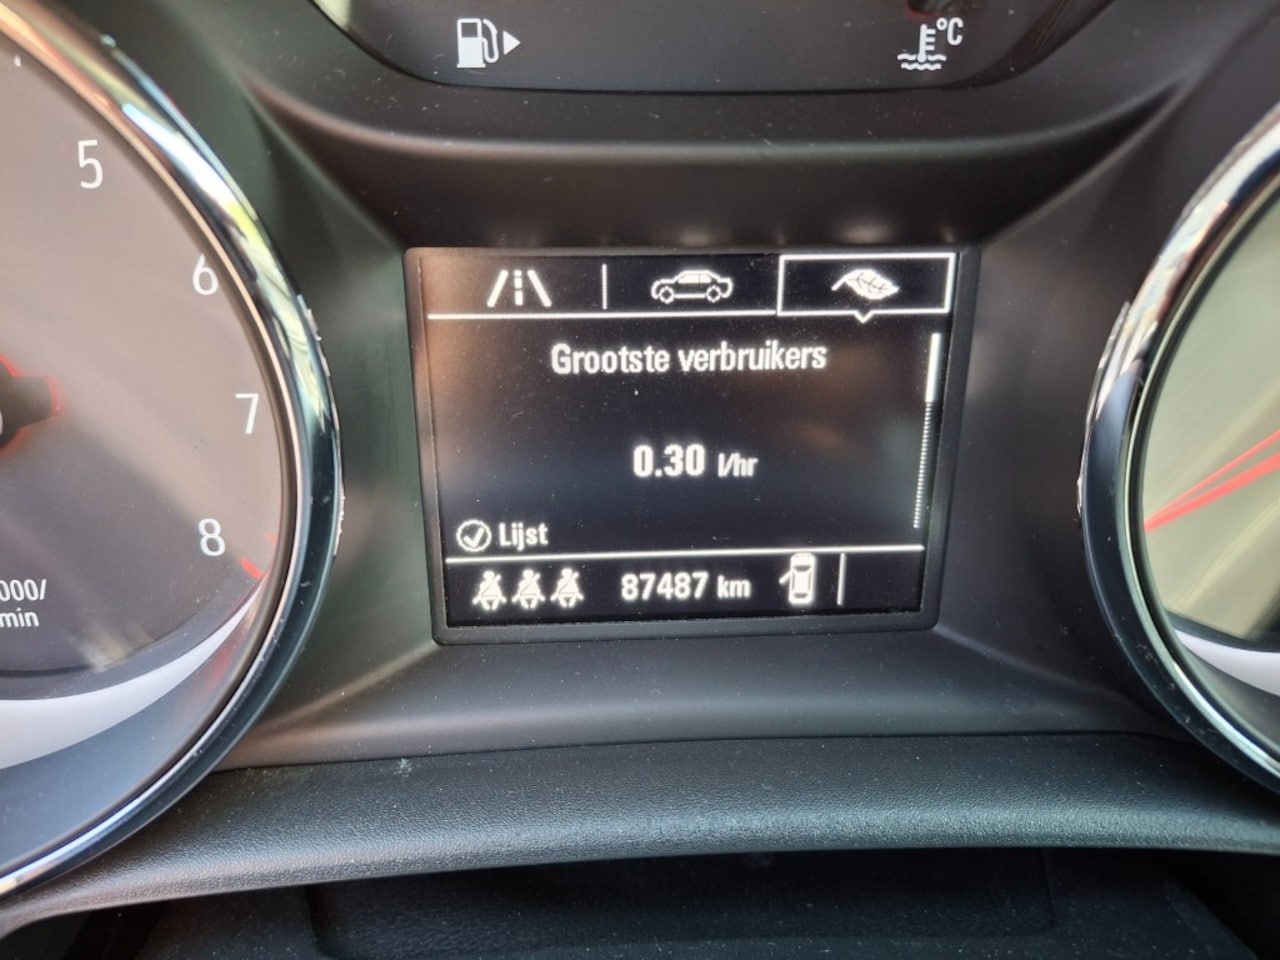 °C
5
6
7
8
000/
min
Grootste verbruikers
0.30 l/hr
Lijst
87487 km